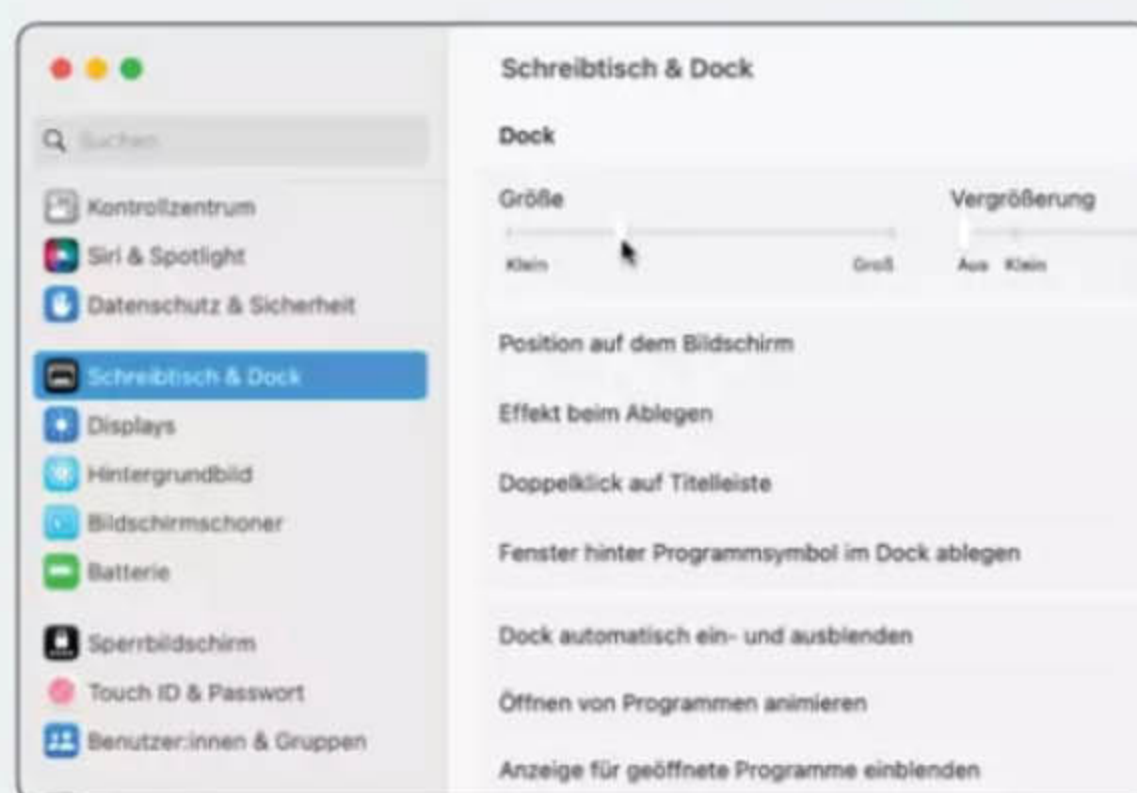 Schreibtisch & Dock
Suchen
Kontrollzentrum
Siri & Spotlight
Datenschutz & Sicherheit
Schreibtisch & Dock
Displays
Hintergrundbild
Bildschirmschoner
Batterie
Sperrbildschirm
Touch ID & Passwort
Benutzer:innen & Gruppen
Dock
Größe
Klein Groß
Vergrößerung
Aus Klein
Position auf dem Bildschirm
Effekt beim Ablegen
Doppelklick auf Titelleiste
Fenster hinter Programmsymbol im Dock ablegen
Dock automatisch ein- und ausblenden
Öffnen von Programmen animieren
Anzeige für geöffnete Programme einblenden